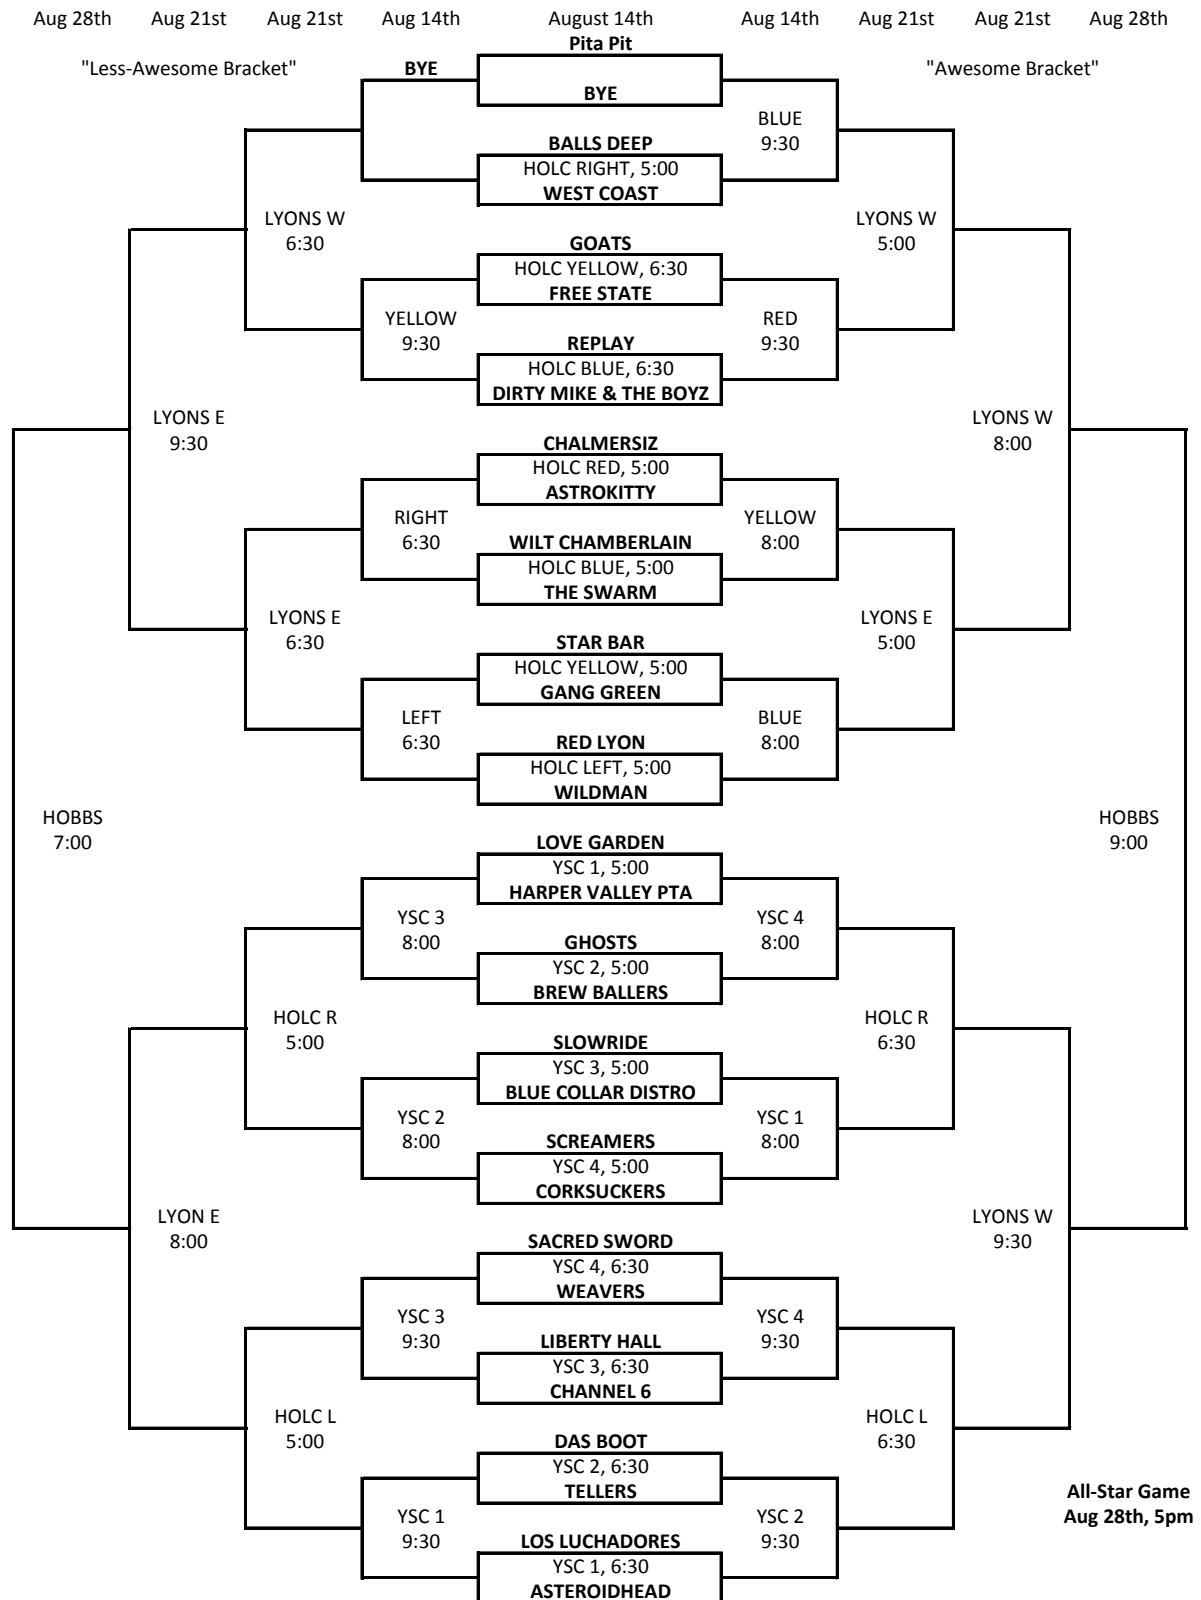 Aug 28th Aug 21st Aug 21st Aug 14th August 14th Aug 14th Aug 21st Aug 21st Aug 28th
Pita Pit
"Less-Awesome Bracket" BYE "Awesome Bracket"
BYE
BLUE
9:30
BALLS DEEP
HOLC RIGHT, 5:00
WEST COAST
LYONS W
6:30
LYONS W
5:00
GOATS
HOLC YELLOW, 6:30
FREE STATE
YELLOW
9:30
RED
9:30
REPLAY
HOLC BLUE, 6:30
DIRTY MIKE & THE BOYZ
LYONS E
9:30
LYONS W
8:00
CHALMERSIZ
HOLC RED, 5:00
ASTROKITTY
RIGHT
6:30
YELLOW
8:00
WILT CHAMBERLAIN
HOLC BLUE, 5:00
THE SWARM
LYONS E
6:30
LYONS E
5:00
STAR BAR
HOLC YELLOW, 5:00
GANG GREEN
LEFT
6:30
BLUE
8:00
RED LYON
HOLC LEFT, 5:00
WILDMAN
HOBBS
7:00
HOBBS
9:00
LOVE GARDEN
YSC 1, 5:00
HARPER VALLEY PTA
YSC 3
8:00
YSC 4
8:00
GHOSTS
YSC 2, 5:00
BREW BALLERS
HOLC R
5:00
HOLC R
6:30
SLOWRIDE
YSC 3, 5:00
BLUE COLLAR DISTRO
YSC 2
8:00
YSC 1
8:00
SCREAMERS
YSC 4, 5:00
CORKSUCKERS
LYON E
8:00
LYONS W
9:30
SACRED SWORD
YSC 4, 6:30
WEAVERS
YSC 3
9:30
YSC 4
9:30
LIBERTY HALL
YSC 3, 6:30
CHANNEL 6
HOLC L
5:00
HOLC L
6:30
DAS BOOT
YSC 2, 6:30
TELLERS
All-Star Game
Aug 28th, 5pm
YSC 1
9:30
YSC 2
9:30
LOS LUCHADORES
YSC 1, 6:30
ASTEROIDHEAD